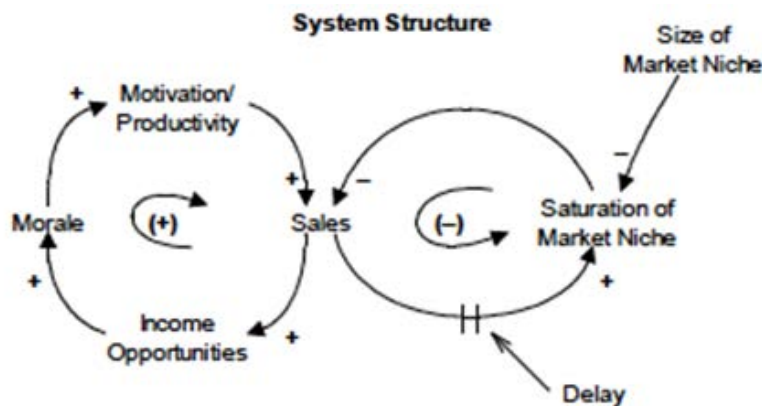 System Structure
Size of
Market Niche
+
Motivation/
Productivity
+
–
–
Morale
(+)
Sales
(–)
Saturation of
Market Niche
+
+
+
Income
Opportunities
Delay